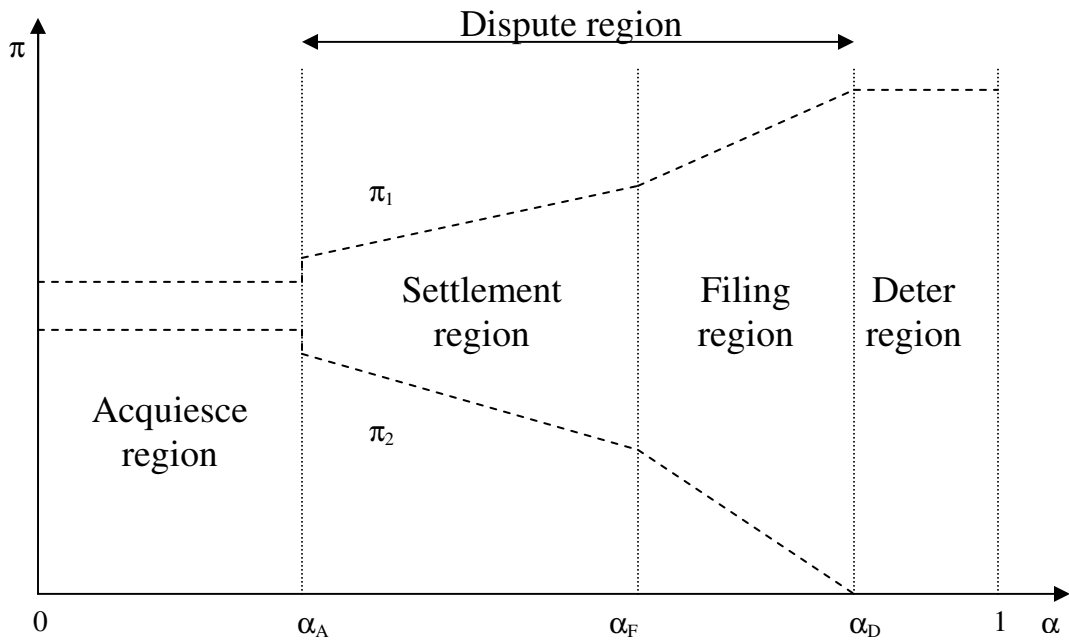 Dispute region
π
π₁
Settlement
region
Filing
region
Deter
region
Acquiesce
region
π₂
0 α_A α_F α_D 1 α